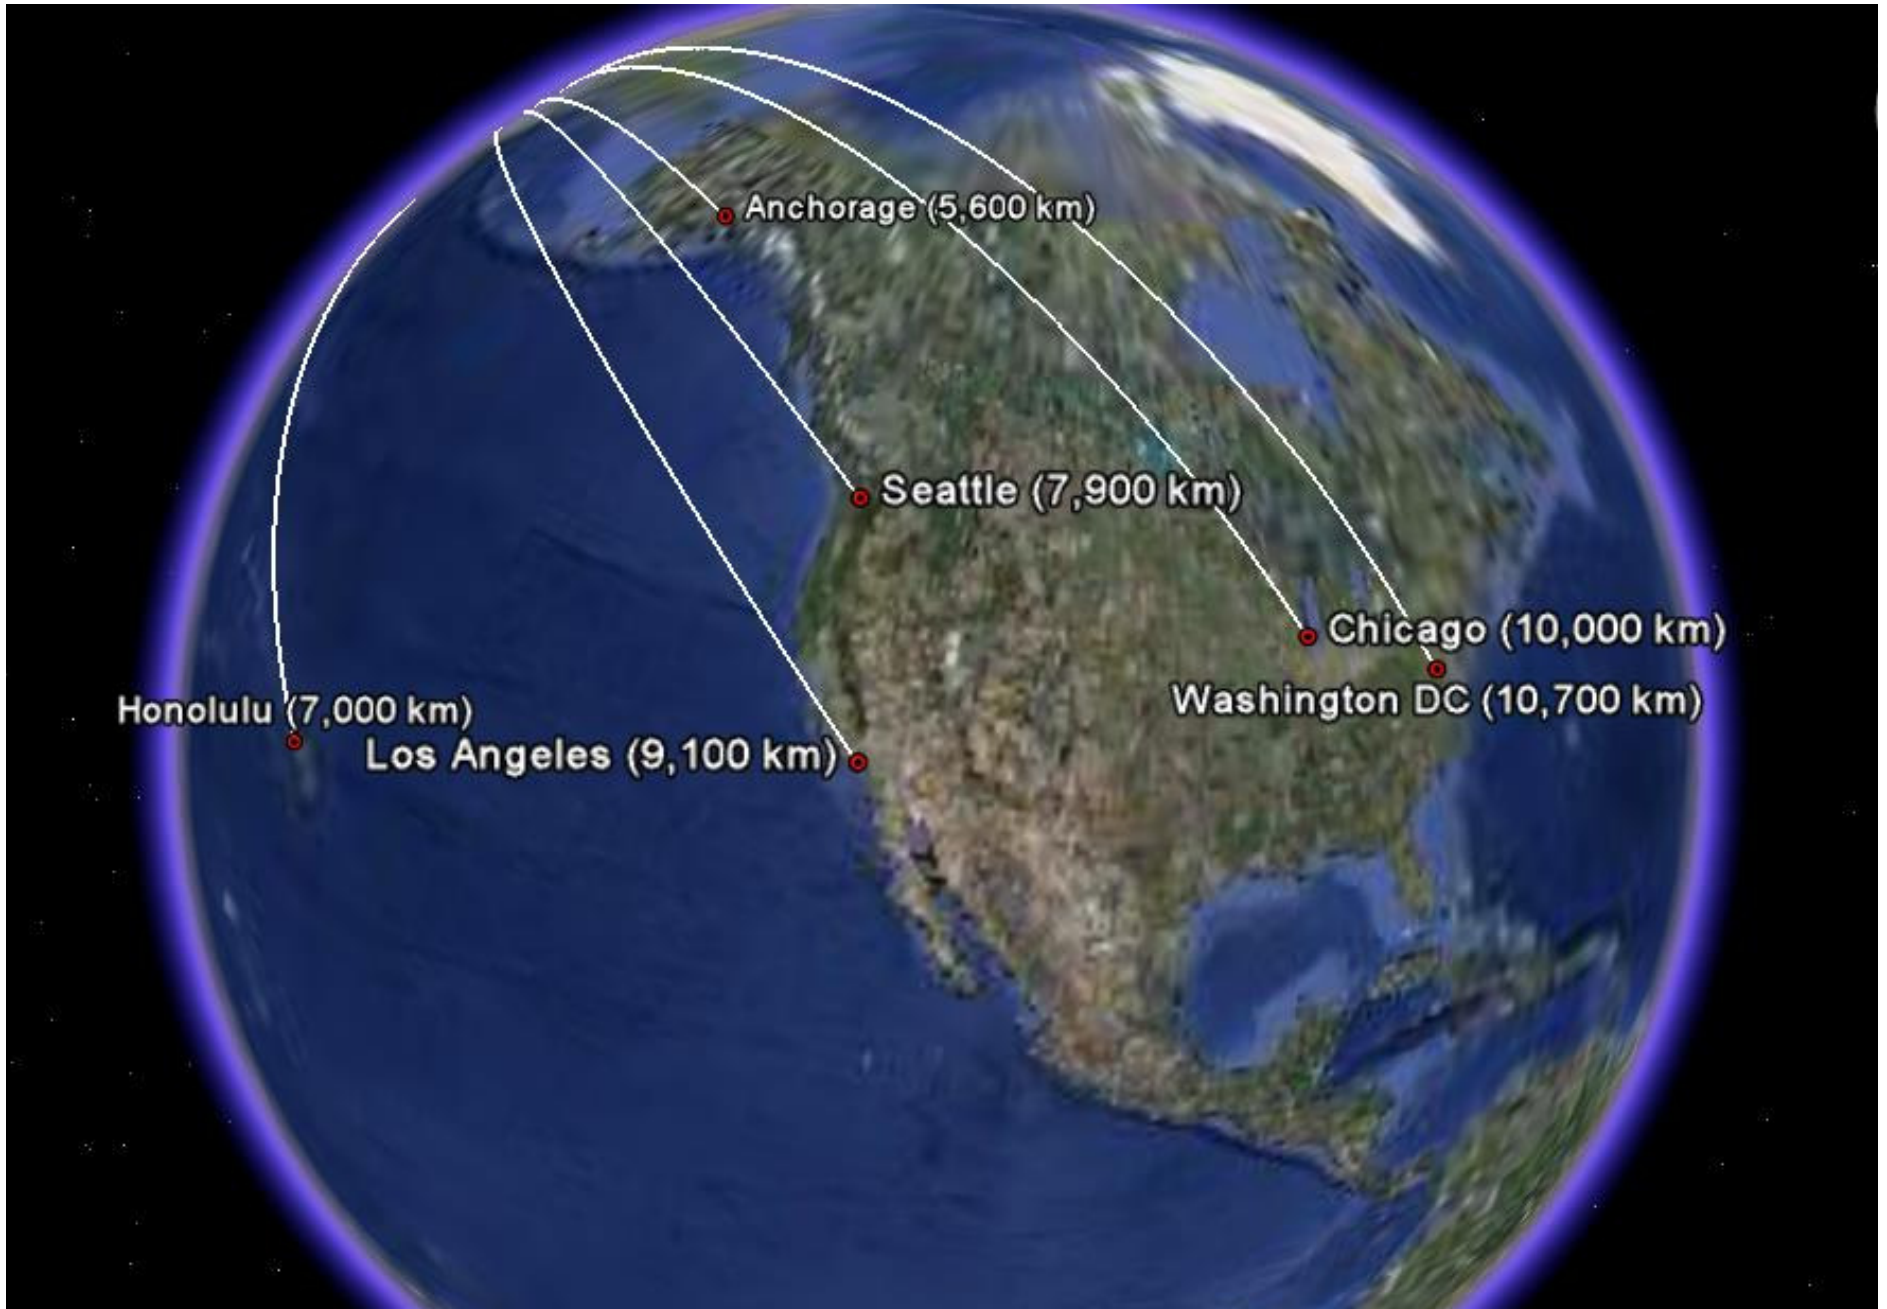 Anchorage (5,600 km)
Seattle (7,900 km)
Chicago (10,000 km)
Washington DC (10,700 km)
Honolulu (7,000 km)
Los Angeles (9,100 km)